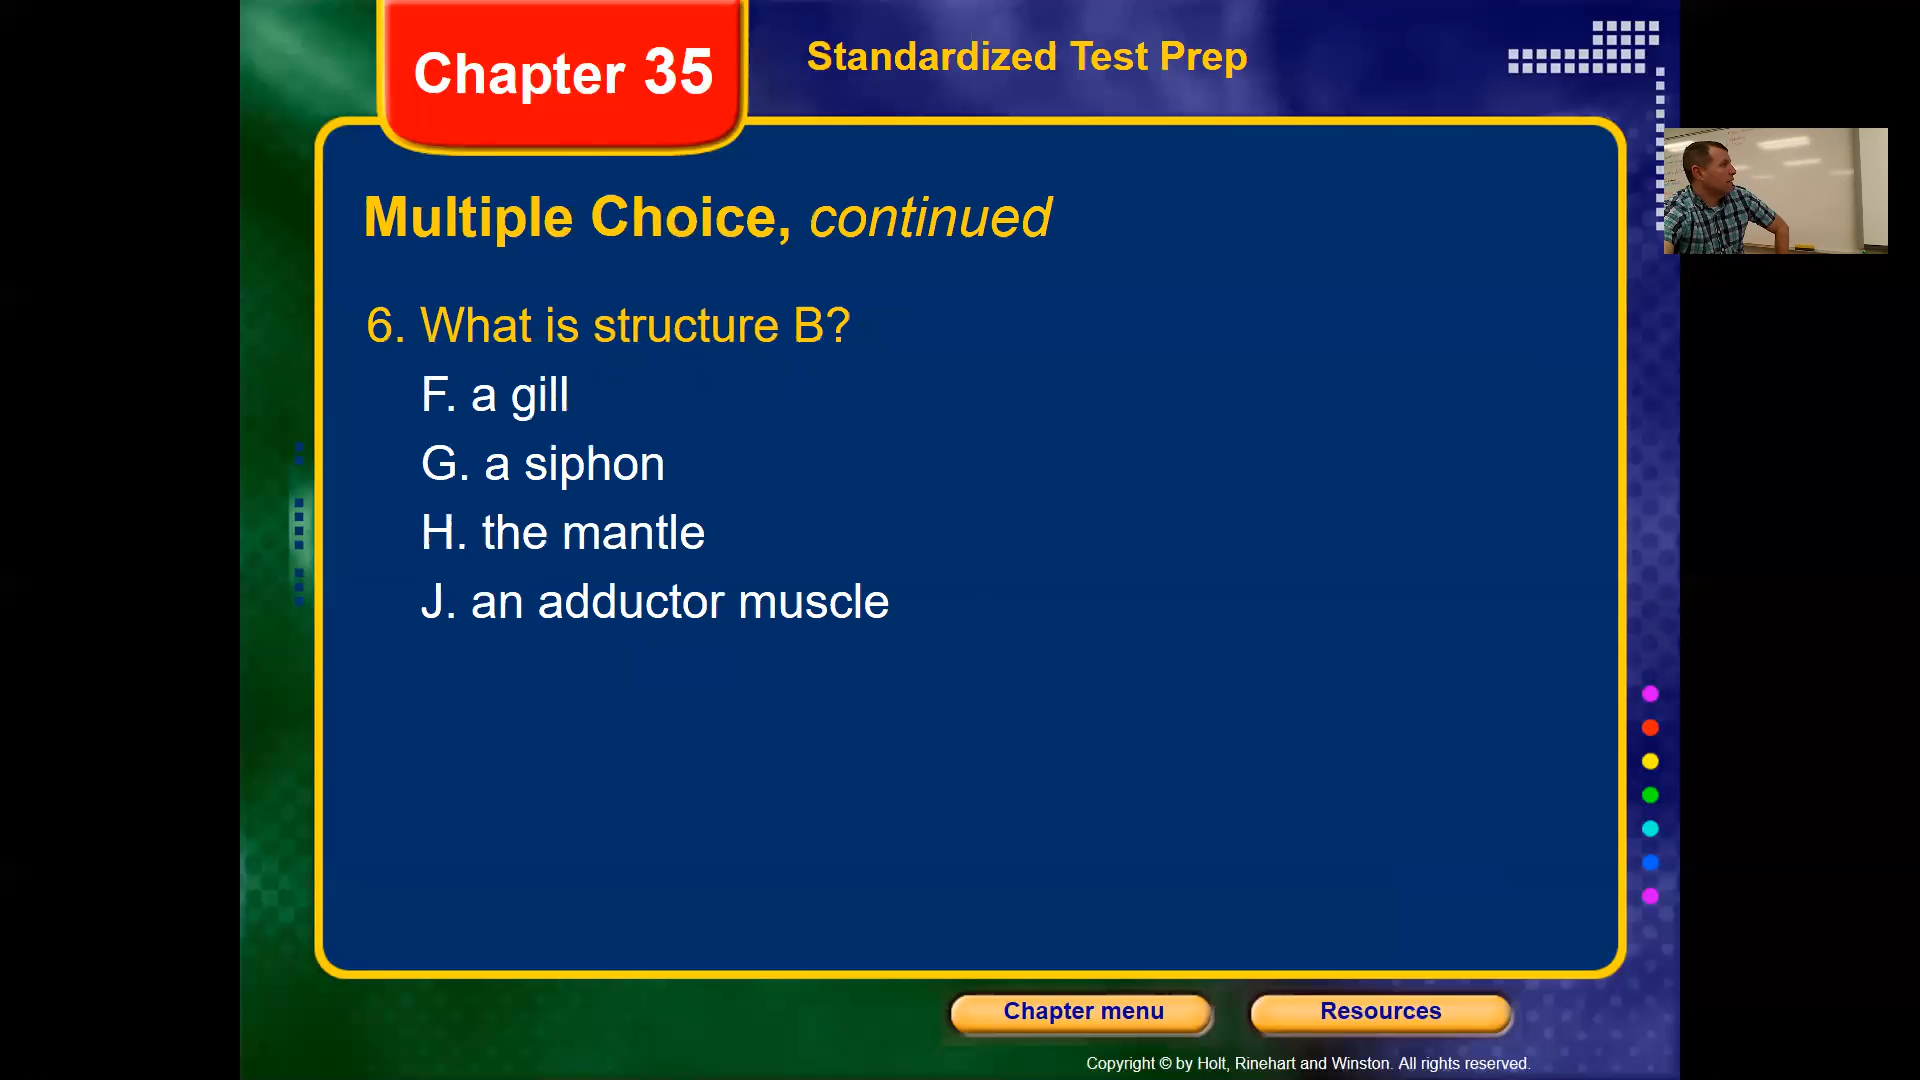 Chapter 35
Standardized Test Prep
Multiple Choice, continued
6. What is structure B?
F. a gill
G. a siphon
H. the mantle
J. an adductor muscle
Chapter menu
Resources
Copyright © by Holt, Rinehart and Winston. All rights reserved.